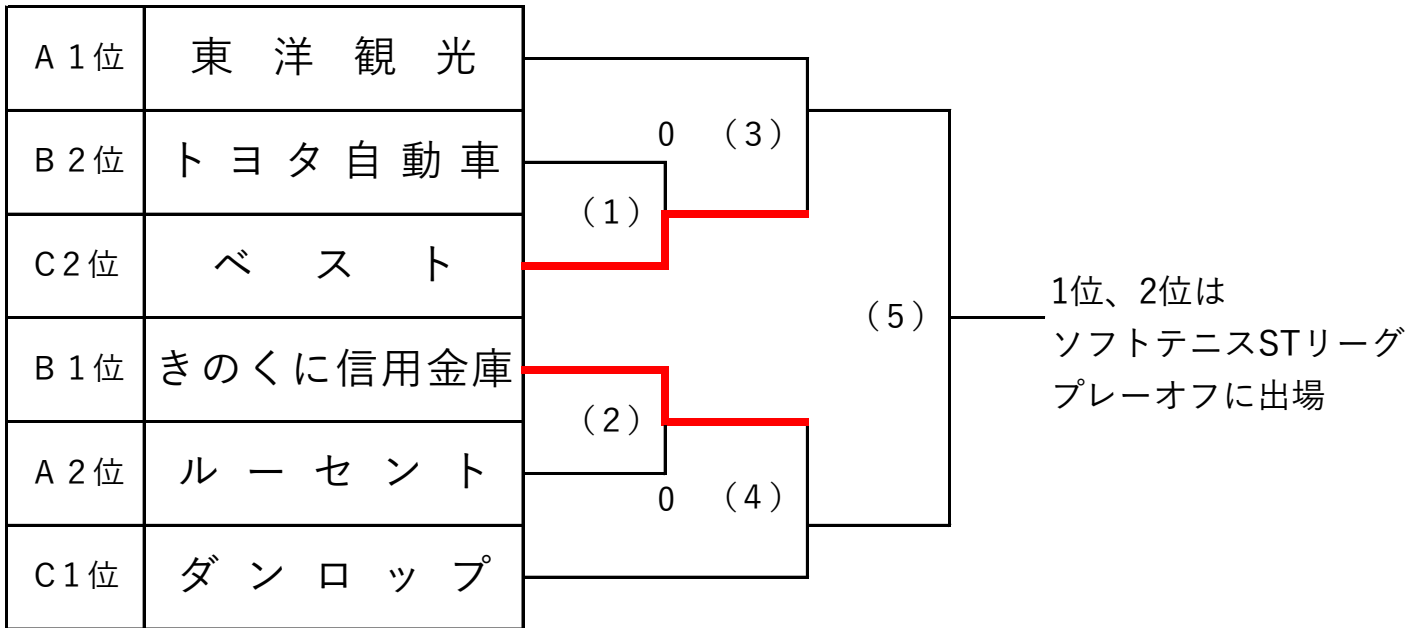 A1位 東洋観光
0 (3)
B2位 トヨタ自動車
(1)
C2位 ベスト
1位、2位は
(5)
ソフトテニスSTリーグ
B1位 きのくに信用金庫
プレーオフに出場
(2)
A2位 ルーセント
0 (4)
C1位 ダンロップ